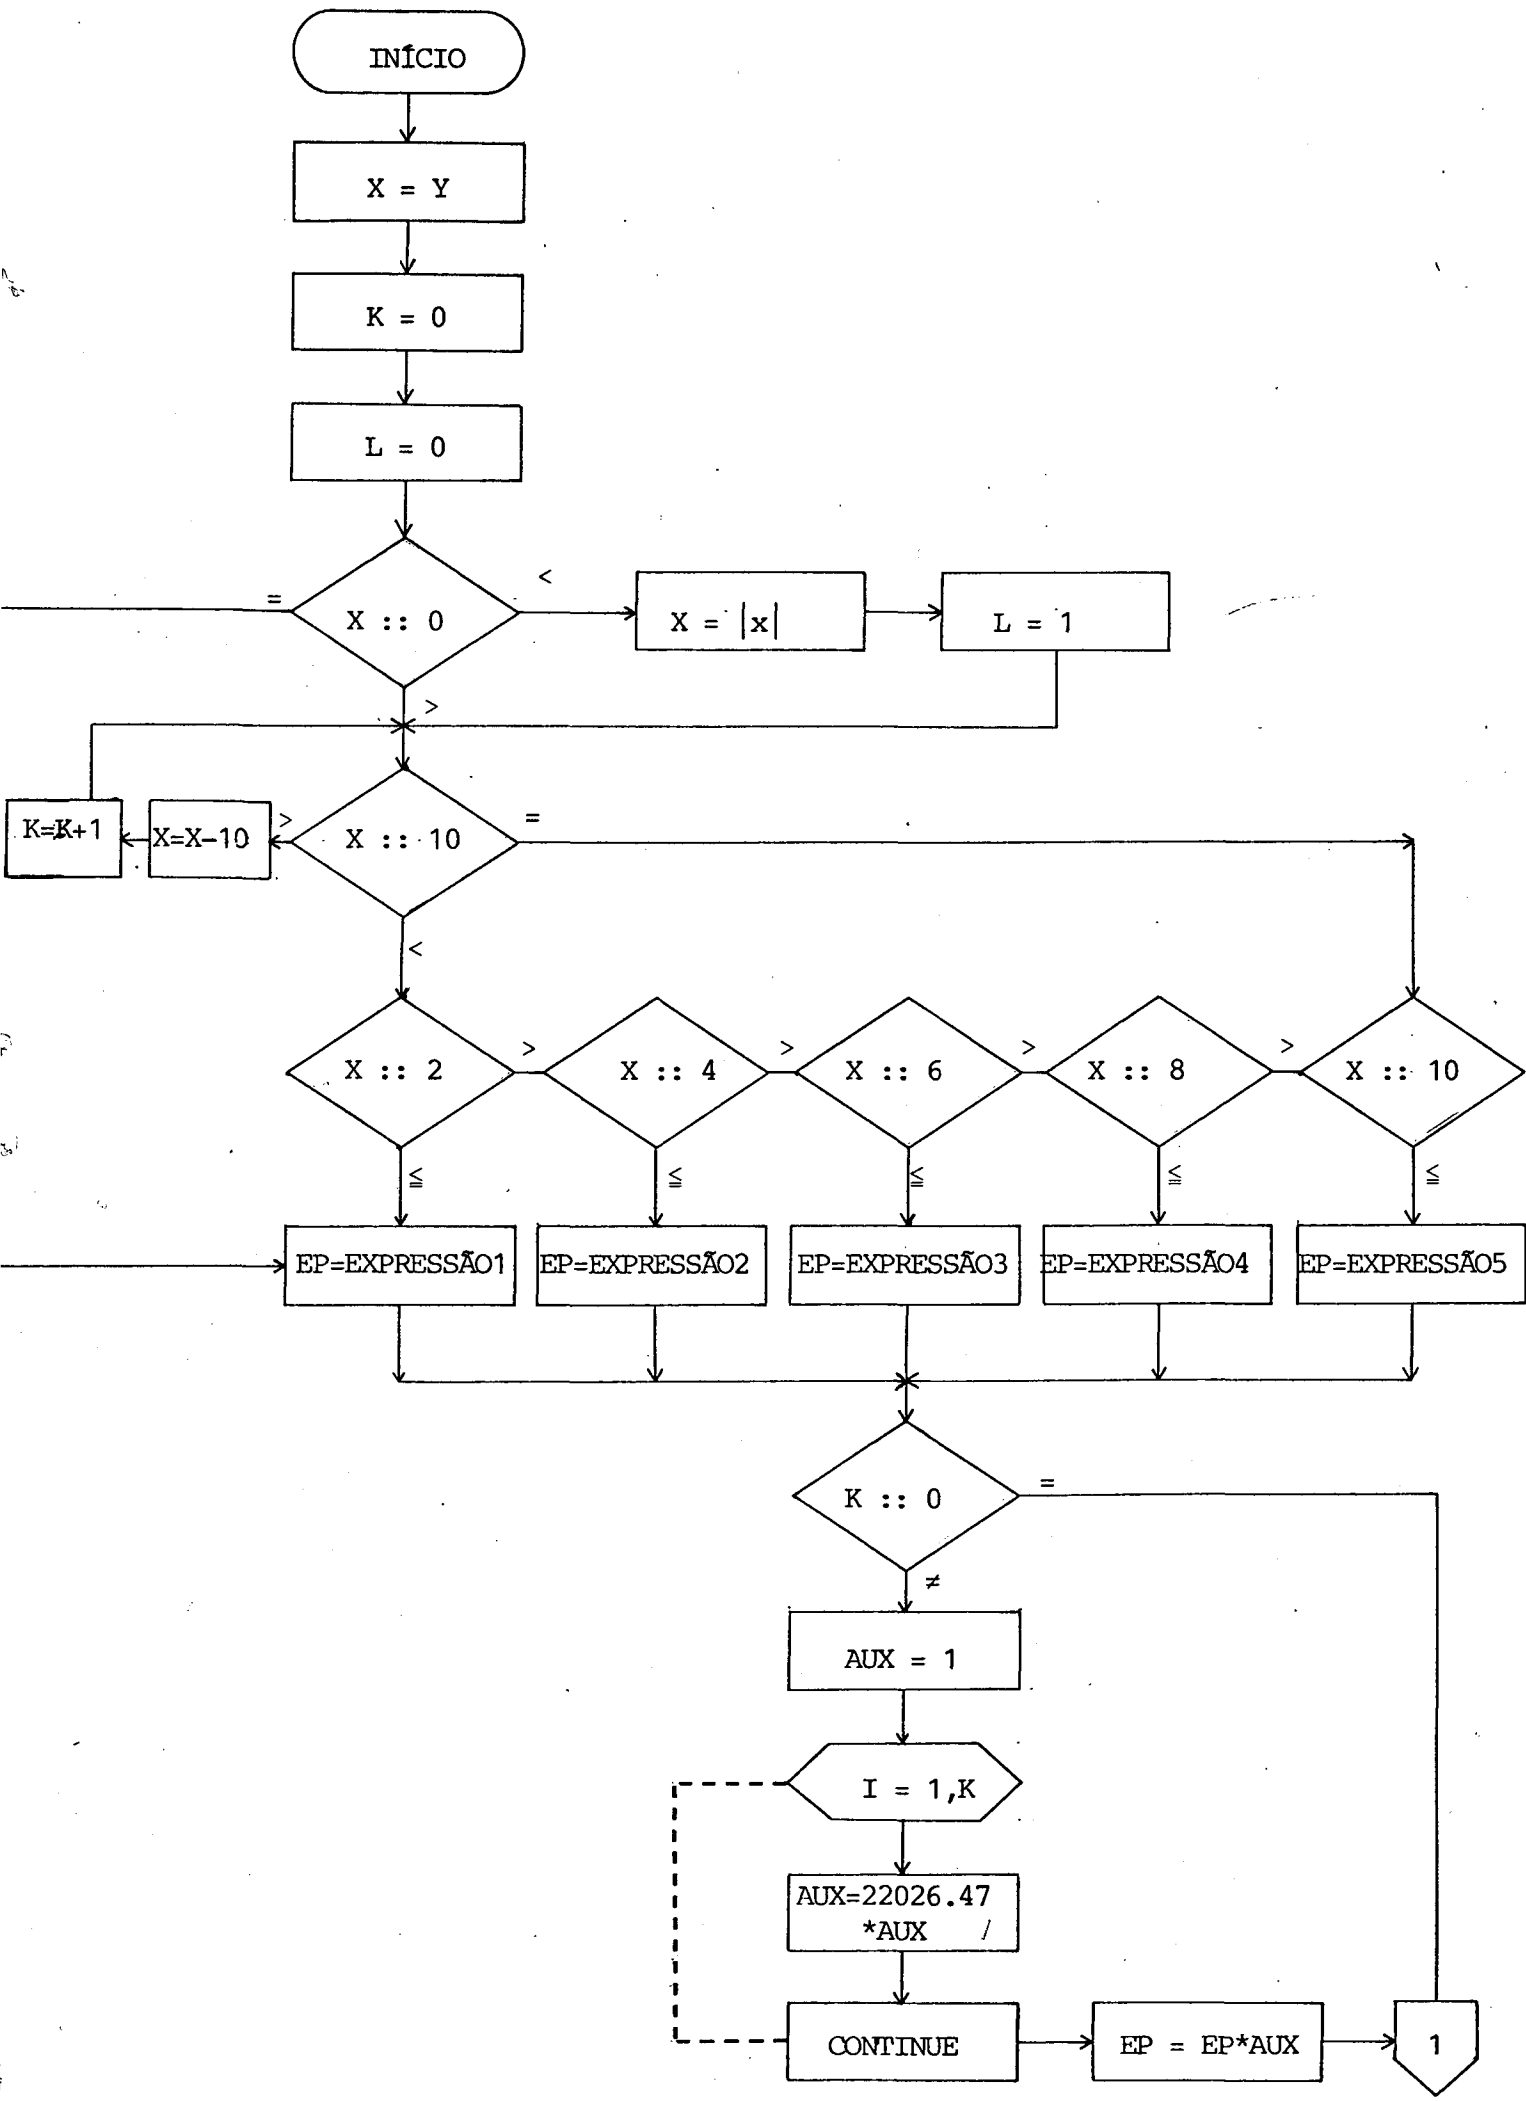 INÍCIO
X = Y
K = 0
L = 0
=
X :: 0
<
X = |x|
L = 1
>
K=K+1
X=X-10
>
X :: 10
=
<
X :: 2
>
X :: 4
>
X :: 6
>
X :: 8
>
X :: 10
≦
≦
≦
≦
≦
EP=EXPRESSÃO1
EP=EXPRESSÃO2
EP=EXPRESSÃO3
EP=EXPRESSÃO4
EP=EXPRESSÃO5
K :: 0
=
≠
AUX = 1
I = 1,K
AUX=22026.47
*AUX
CONTINUE
EP = EP*AUX
1